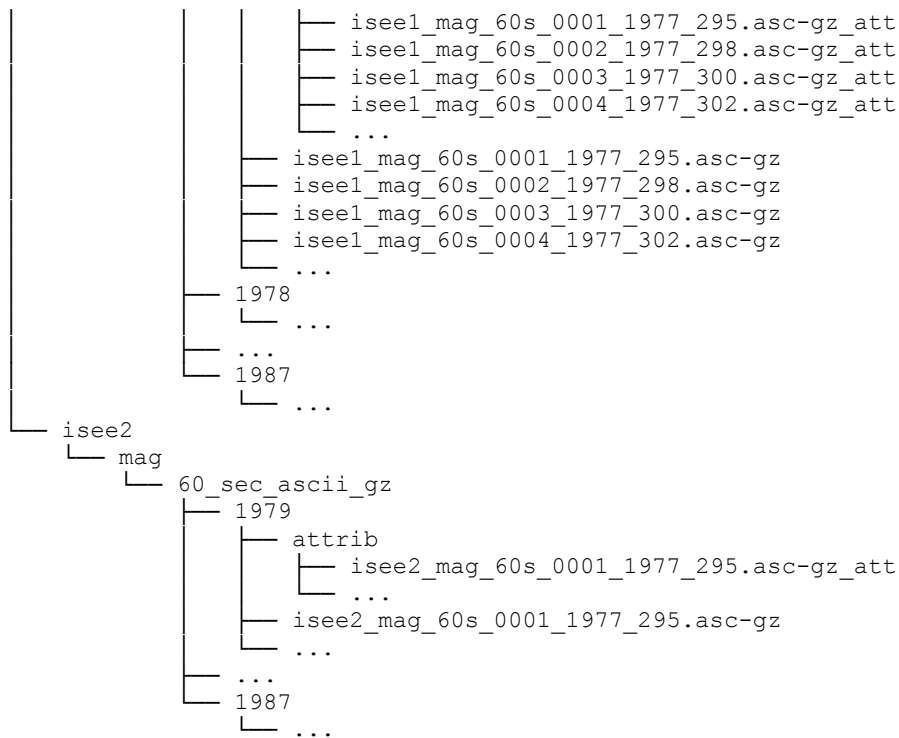 isee1_mag_60s_0001_1977_295.asc-gz_att
isee1_mag_60s_0002_1977_298.asc-gz_att
isee1_mag_60s_0003_1977_300.asc-gz_att
isee1_mag_60s_0004_1977_302.asc-gz_att
...
isee1_mag_60s_0001_1977_295.asc-gz
isee1_mag_60s_0002_1977_298.asc-gz
isee1_mag_60s_0003_1977_300.asc-gz
isee1_mag_60s_0004_1977_302.asc-gz
...
1978
...
...
1987
...
isee2
mag
60_sec_ascii_gz
1979
attrib
isee2_mag_60s_0001_1977_295.asc-gz_att
...
isee2_mag_60s_0001_1977_295.asc-gz
...
...
1987
...